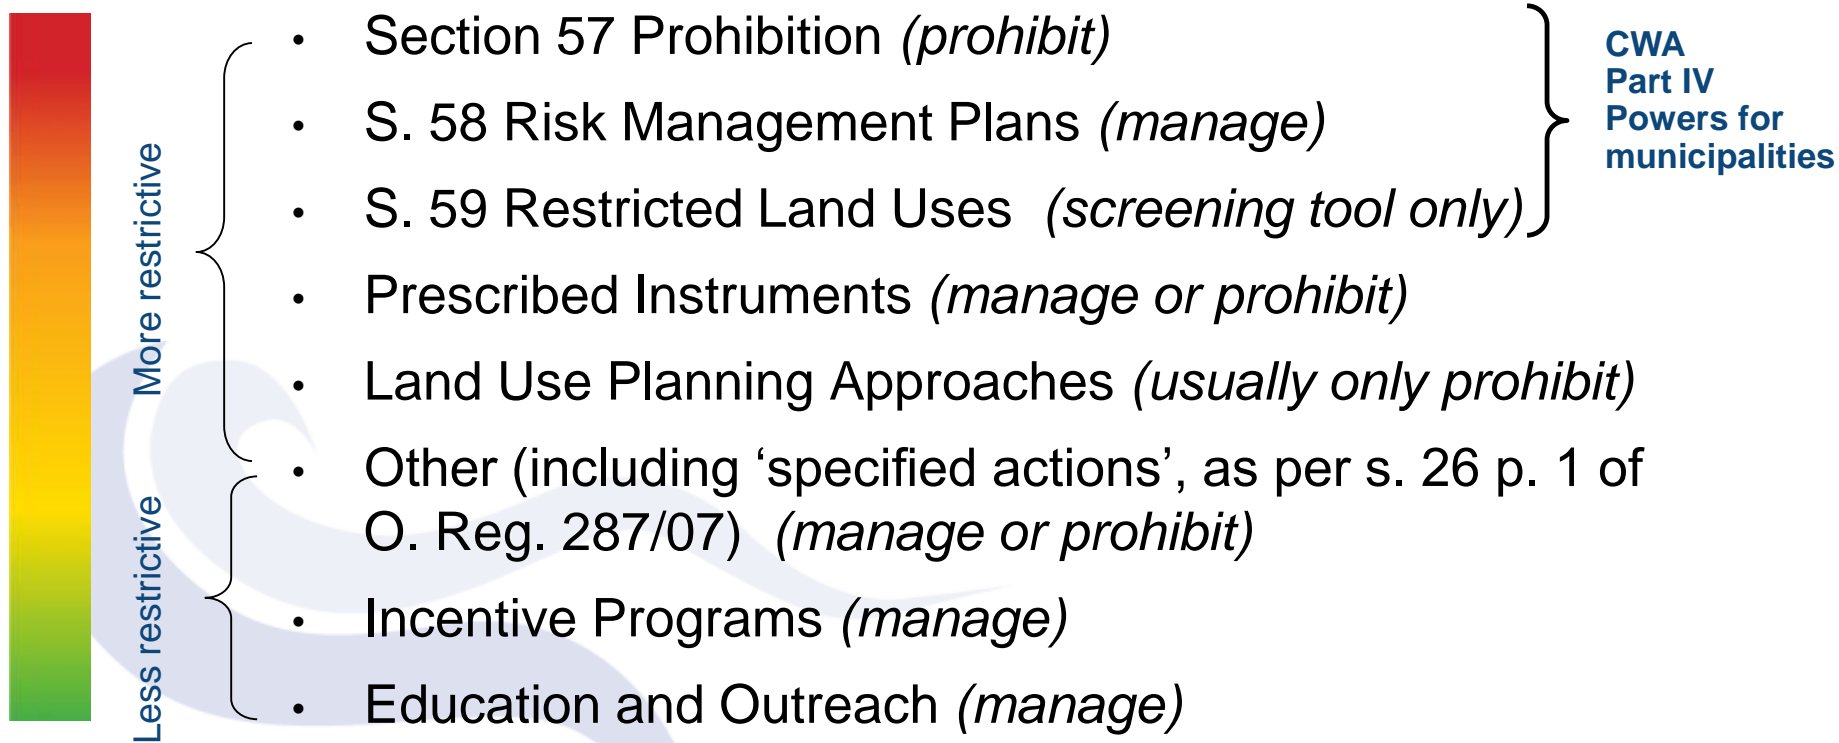 • Section 57 Prohibition (prohibit)
• S. 58 Risk Management Plans (manage)
• S. 59 Restricted Land Uses (screening tool only)
• Prescribed Instruments (manage or prohibit)
• Land Use Planning Approaches (usually only prohibit)
• Other (including ‘specified actions’, as per s. 26 p. 1 of
O. Reg. 287/07) (manage or prohibit)
• Incentive Programs (manage)
• Education and Outreach (manage)
CWA
Part IV
Powers for
municipalities
More restrictive
Less restrictive